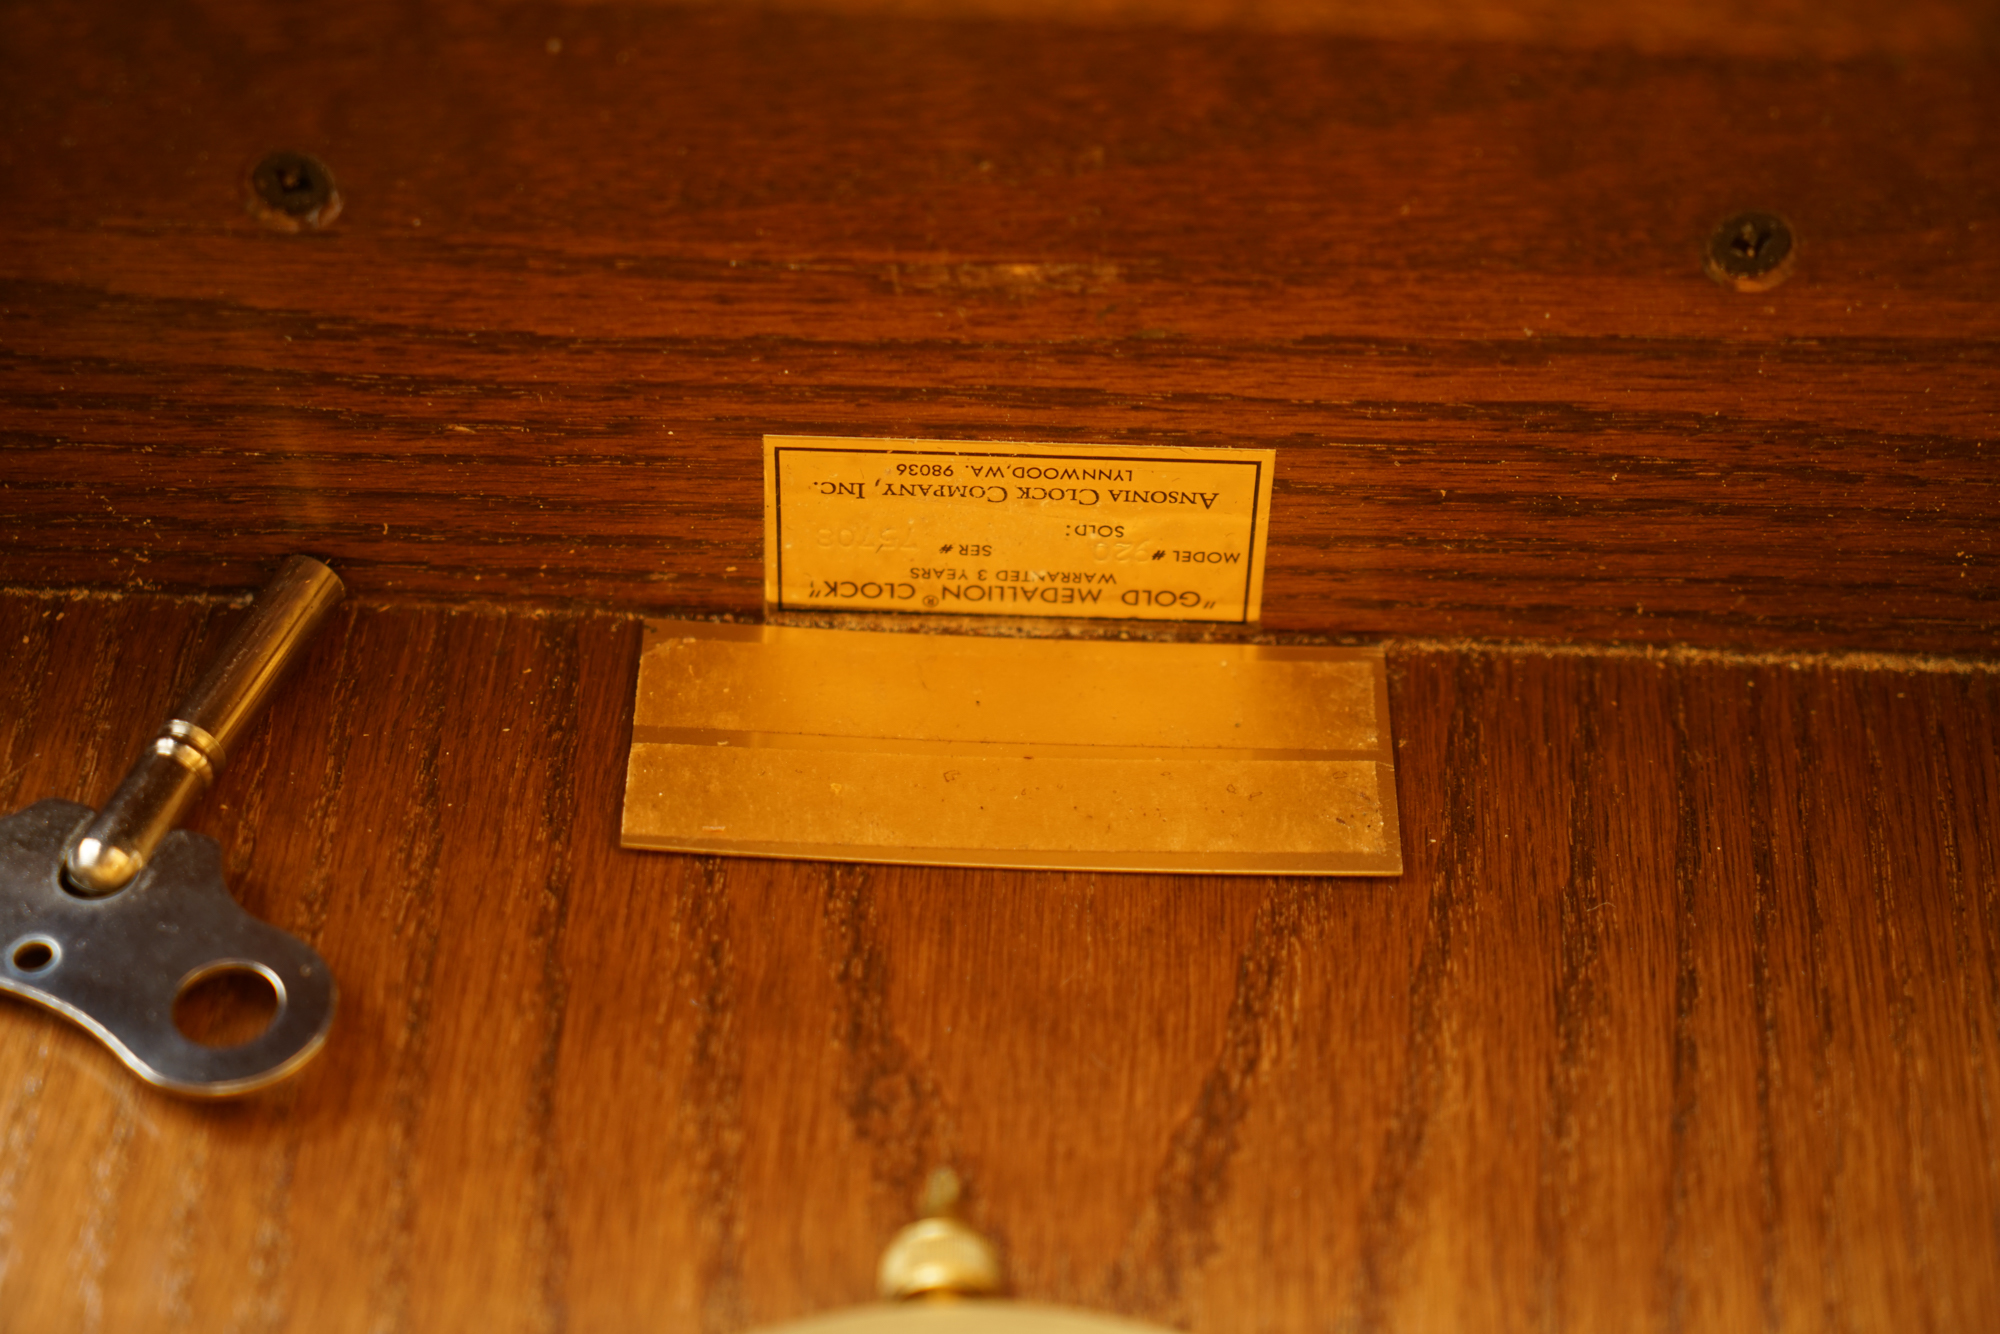 "GOLD MEDALLION® CLOCK"
WARRANTED 3 YEARS
MODEL # 920 SER # 75708
SOLD:
ANSONIA CLOCK COMPANY, INC.
LYNNWOOD, WA. 98036